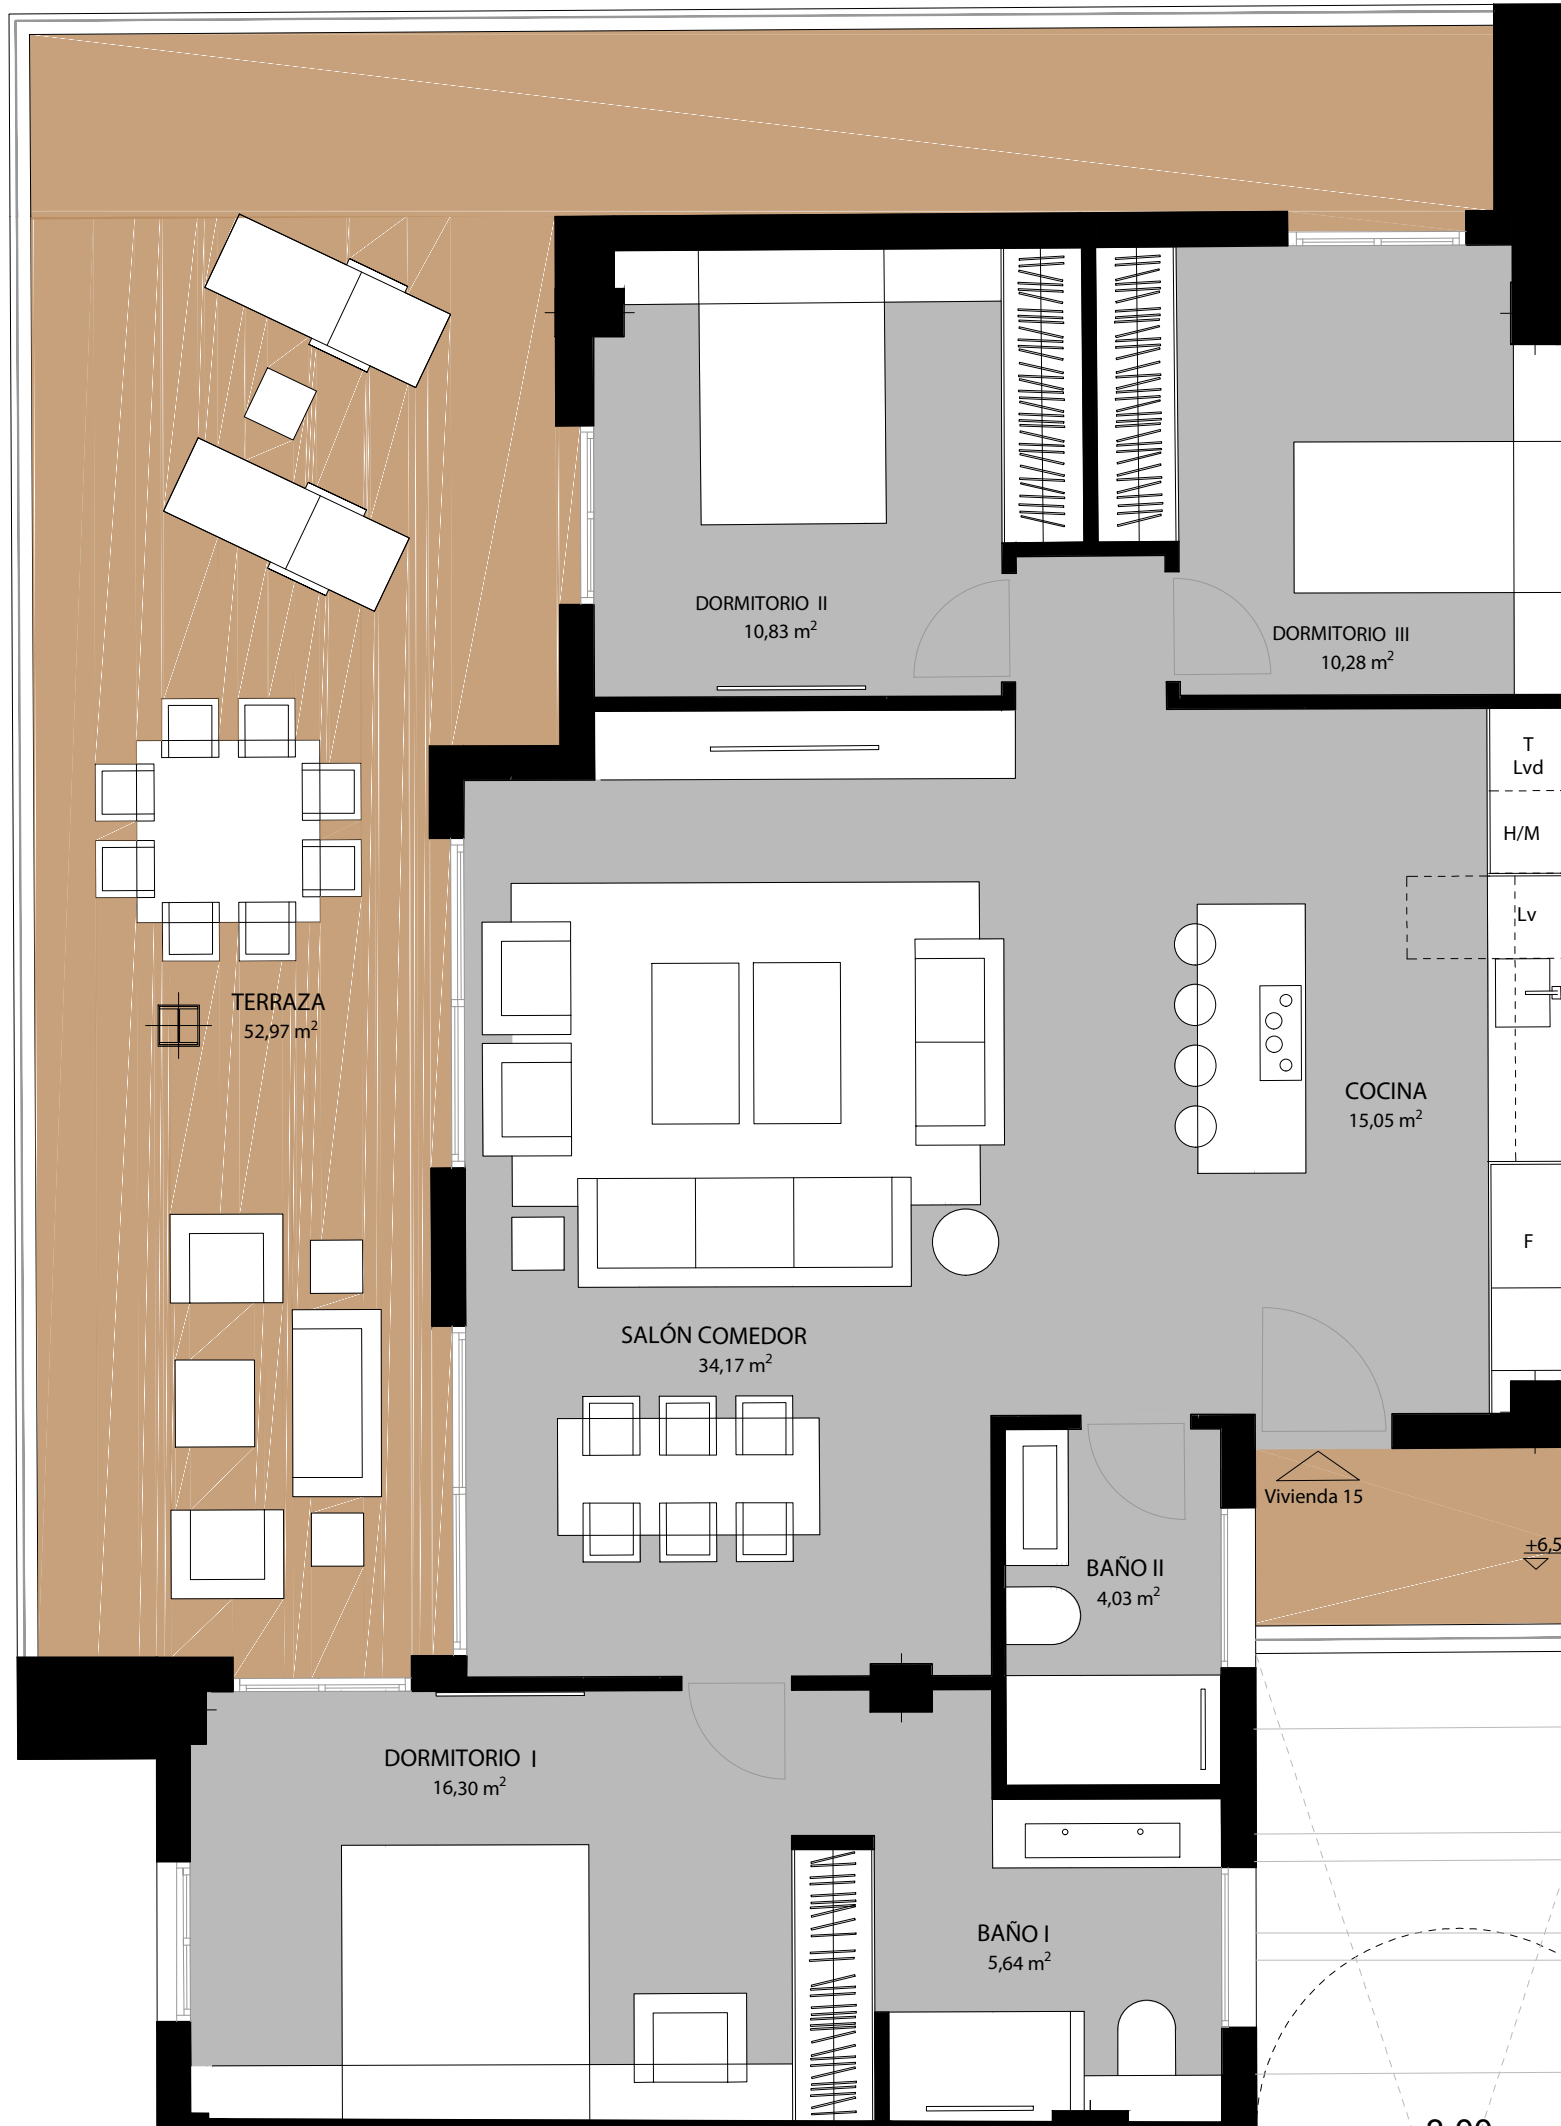 DORMITORIO II
10,83 m²
DORMITORIO III
10,28 m²
T
Lvd
H/M
Lv
TERRAZA
52,97 m²
COCINA
15,05 m²
F
SALÓN COMEDOR
34,17 m²
Vivienda 15
+6,5
BAÑO II
4,03 m²
DORMITORIO I
16,30 m²
BAÑO I
5,64 m²